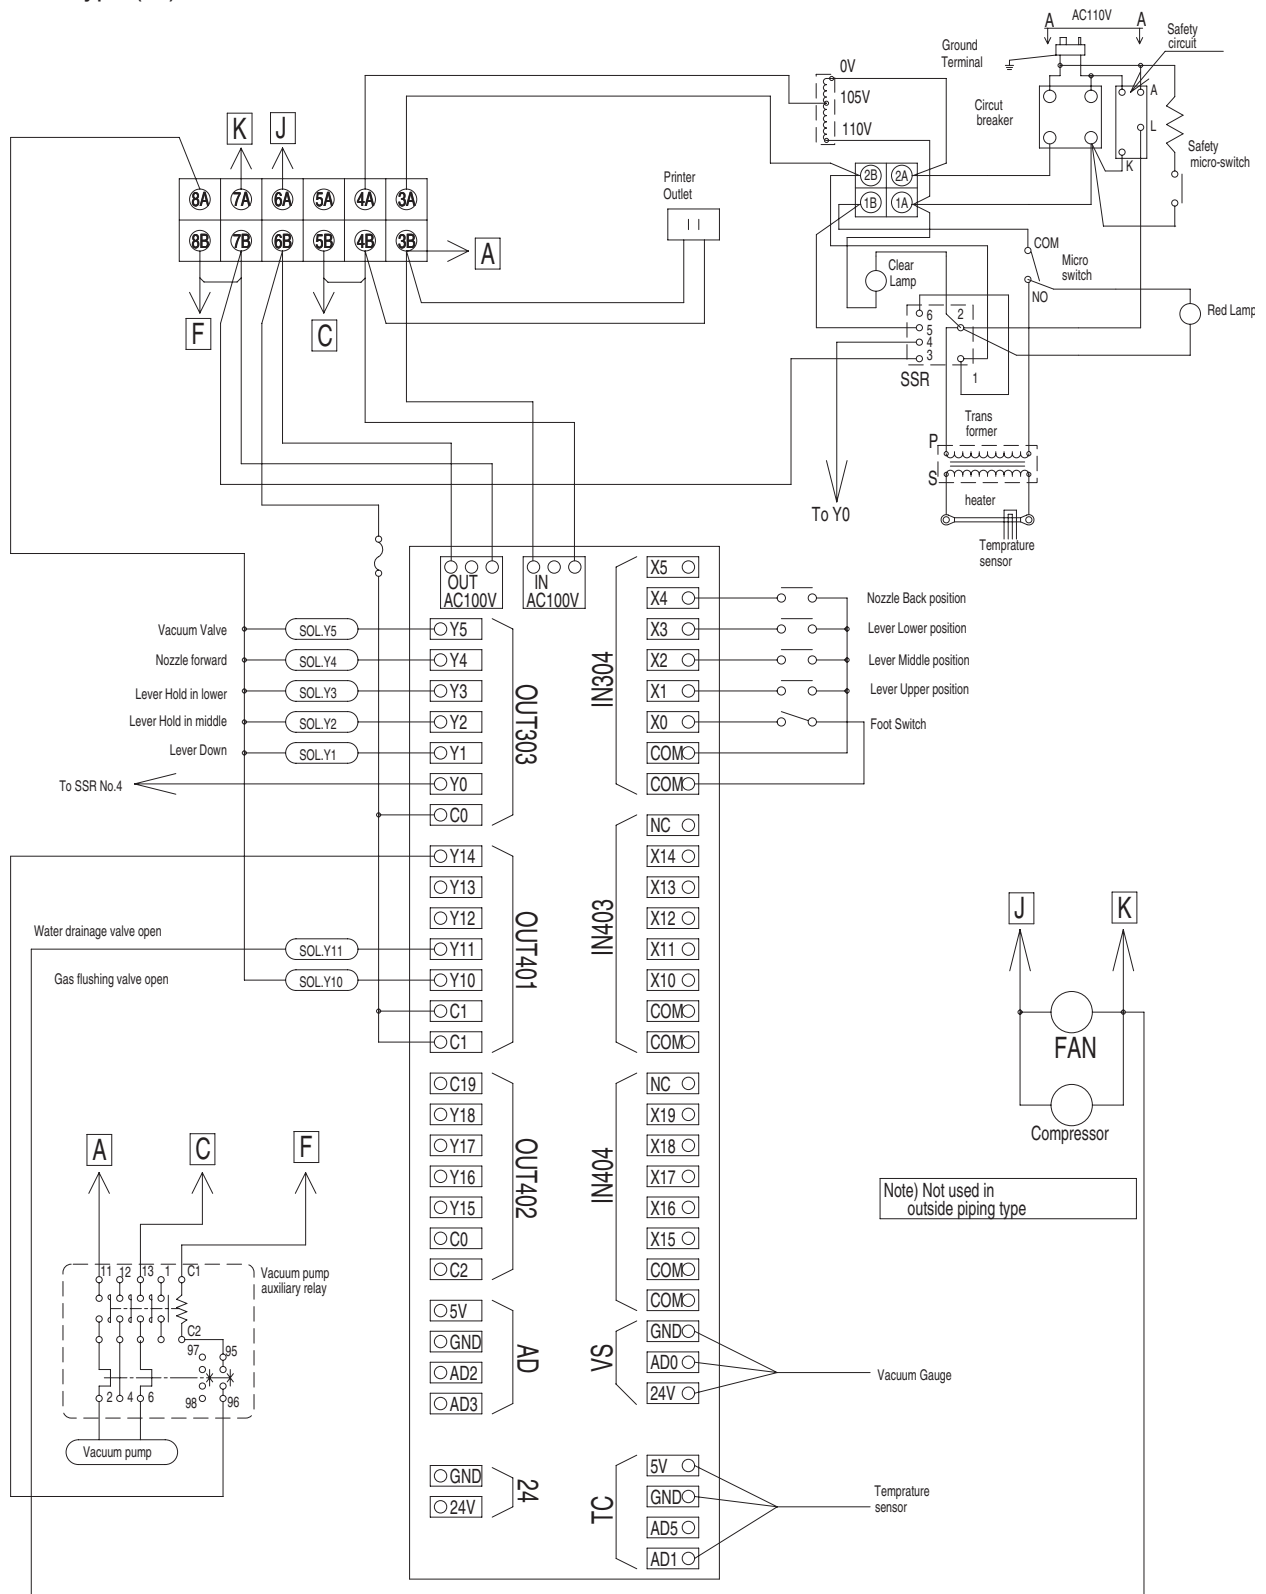 A
AC110V
A
Safety
circuit
Ground
Terminal
0V
105V
110V
Circut
breaker
A
L
K
Safety
micro-switch
K
J
8A
7A
6A
5A
4A
3A
8B
7B
6B
5B
4B
3B
A
F
C
Printer
Outlet
2B
2A
1B
1A
COM
Micro
switch
NO
Clear
Lamp
Red Lamp
6
5
4
3
2
1
SSR
Trans
former
P
S
heater
Temprature
sensor
To Y0
OUT
AC100V
IN
AC100V
Vacuum Valve
SOL.Y5
Y5
Nozzle forward
SOL.Y4
Y4
Lever Hold in lower
SOL.Y3
Y3
Lever Hold in middle
SOL.Y2
Y2
Lever Down
SOL.Y1
Y1
To SSR No.4
Y0
C0
OUT303
Y14
Y13
Y12
Water drainage valve open
SOL.Y11
Y11
Gas flushing valve open
SOL.Y10
Y10
C1
C1
OUT401
C19
Y18
Y17
Y16
Y15
C0
C2
OUT402
5V
GND
AD2
AD3
AD
GND
24V
24
X5
X4
Nozzle Back position
X3
Lever Lower position
X2
Lever Middle position
X1
Lever Upper position
X0
Foot Switch
COM
COM
IN304
NC
X14
X13
X12
X11
X10
COM
COM
IN403
NC
X19
X18
X17
X16
X15
COM
COM
IN404
GND
AD0
24V
VS
Vacuum Gauge
5V
GND
AD5
AD1
TC
Temprature
sensor
J
K
FAN
Compressor
Note) Not used in
outside piping type
A
C
F
11
12
13
1
C1
Vacuum pump
auxiliary relay
C2
97
95
2
4
6
98
96
Vacuum pump